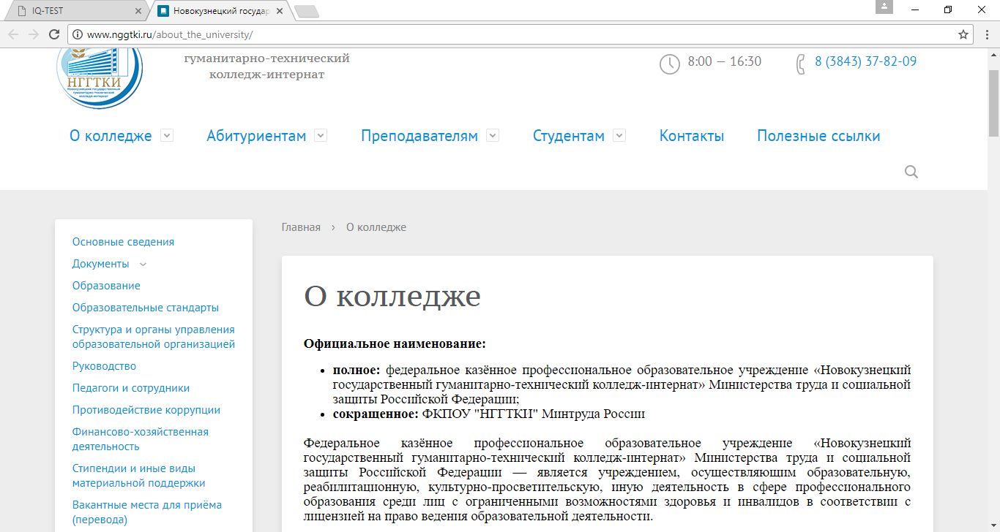 IQ-TEST
Новокузнецкий государ
www.nggtki.ru/about_the_university/
гуманитарно-технический
колледж-интернат
НГГТКИ
Новокузнецкий государственный
гуманитарно-технический
колледж-интернат
8:00 — 16:30
8 (3843) 37-82-09
О колледже
Абитуриентам
Преподавателям
Студентам
Контакты
Полезные ссылки
Основные сведения
Документы
Образование
Образовательные стандарты
Структура и органы управления
образовательной организацией
Руководство
Педагоги и сотрудники
Противодействие коррупции
Финансово-хозяйственная
деятельность
Стипендии и иные виды
материальной поддержки
Вакантные места для приёма
(перевода)
Главная › О колледже
О колледже
Официальное наименование:
• полное: федеральное казённое профессиональное образовательное учреждение «Новокузнецкий
государственный гуманитарно-технический колледж-интернат» Министерства труда и социальной
защиты Российской Федерации;
• сокращенное: ФКПОУ "НГГТКИ" Минтруда России
Федеральное казённое профессиональное образовательное учреждение «Новокузнецкий
государственный гуманитарно-технический колледж-интернат» Министерства труда и социальной
защиты Российской Федерации — является учреждением, осуществляющим образовательную,
реабилитационную, культурно-просветительскую, иную деятельность в сфере профессионального
образования среди лиц с ограниченными возможностями здоровья и инвалидов в соответствии с
лицензией на право ведения образовательной деятельности.